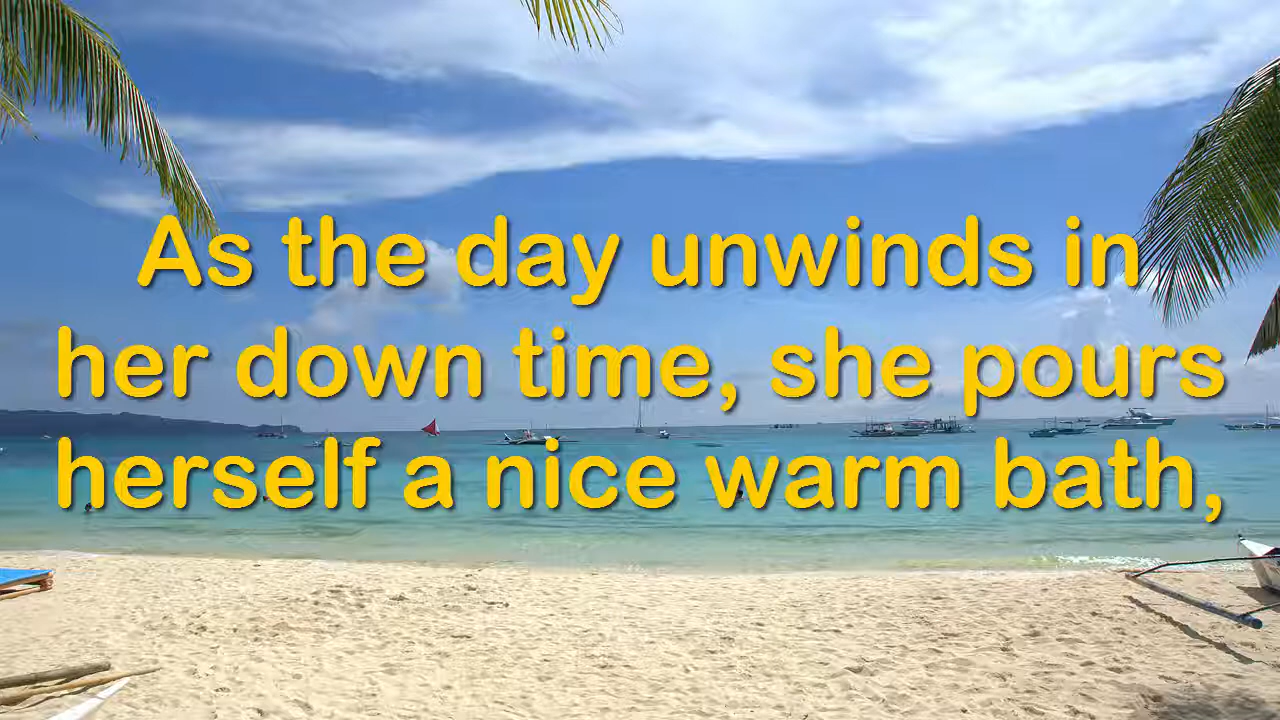 As the day unwinds in
her down time, she pours
herself a nice warm bath,